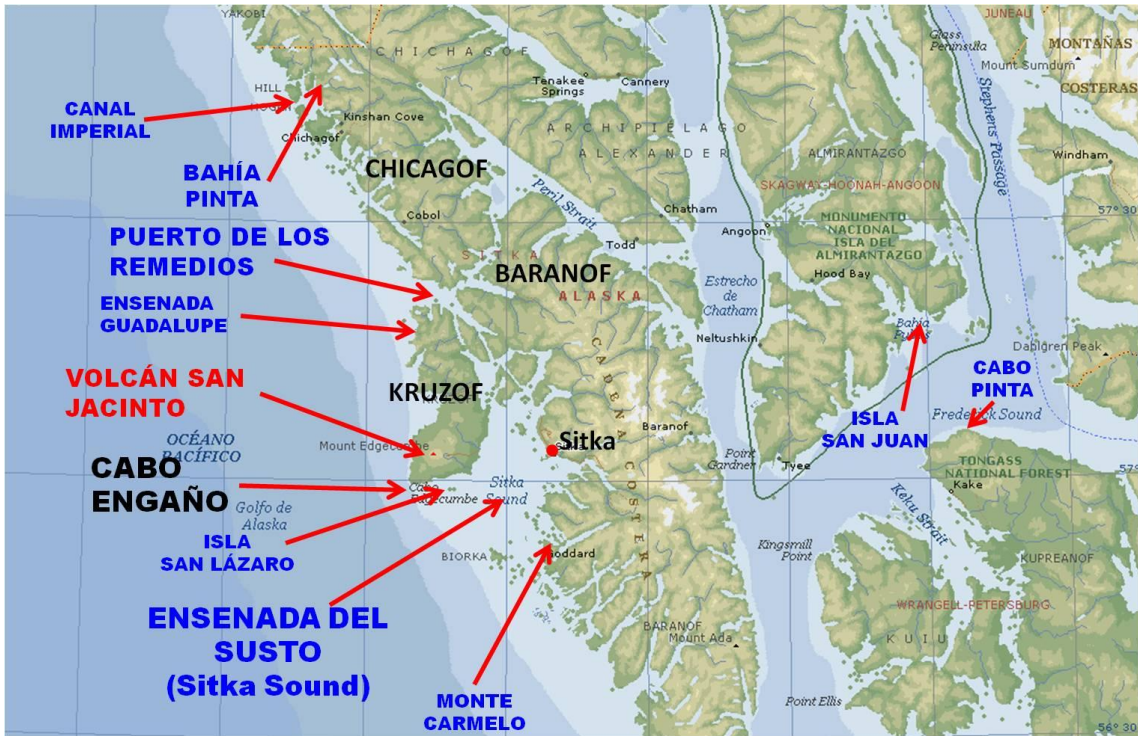 YAKOBI
JUNEAU
CHICHAGOF
Glass
Peninsula
MONTAÑAS
Mount Sumdum
COSTERAS
Stephens Passage
HILL
CANAL
IMPERIAL
Tenakee
Springs
Cannery
Kinshan Cove
Chichagof
ARCHIPIÉLAGO
ALEXANDER
ALMIRANTAZGO
Windham
BAHÍA
PINTA
CHICAGOF
Peril Strait
SKAGWAY-HOONAH-ANGOON
57° 30
Cobol
Chatham
Angoon
MONUMENTO
NACIONAL
ISLA DEL
ALMIRANTAZGO
PUERTO DE LOS
REMEDIOS
SITKA
Todd
BARANOF
ALASKA
Hood Bay
Estrecho
de
Chatham
ENSENADA
GUADALUPE
Neltushkin
Bahía
Dahlgren Peak
CABO
PINTA
VOLCÁN SAN
JACINTO
KRUZOF
CADENA COSTERA
ISLA
SAN JUAN
Frederick Sound
OCÉANO
PACÍFICO
Mount Edgecumbe
Sitka
Baranof
Point
Gardner
Tyee
TONGASS
NATIONAL FOREST
Kake
CABO
ENGAÑO
Cabo
Edgecumbe
Sitka
Sound
Golfo de
Alaska
Keku Strait
ISLA
SAN LÁZARO
BIORKA
Goddard
Kingsmill
Point
KUPREANOF
ENSENADA DEL
SUSTO
(Sitka Sound)
WRANGELL-PETERSBURG
KUIU
BARANOF
Mount Ada
MONTE
CARMELO
Point Ellis
56° 30